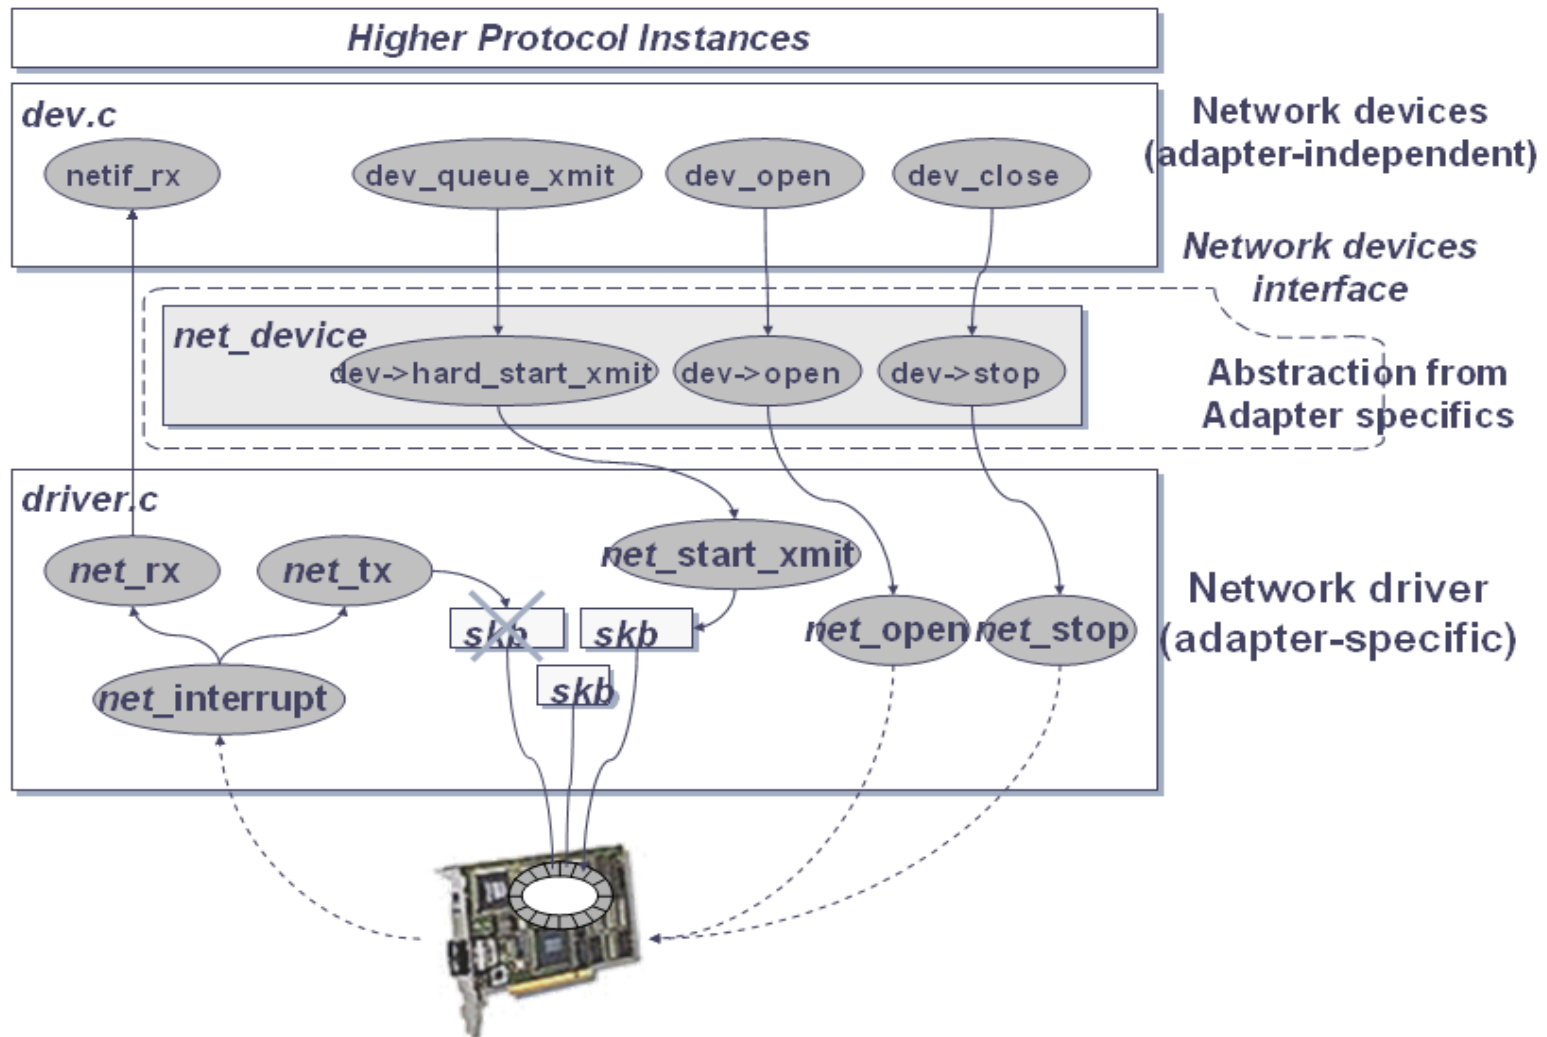 Higher Protocol Instances
dev.c
netif_rx
dev_queue_xmit
dev_open
dev_close
Network devices
(adapter-independent)
Network devices
interface
net_device
dev->hard_start_xmit
dev->open
dev->stop
Abstraction from
Adapter specifics
driver.c
net_rx
net_tx
net_start_xmit
skb
skb
net_open
net_stop
Network driver
(adapter-specific)
skb
net_interrupt